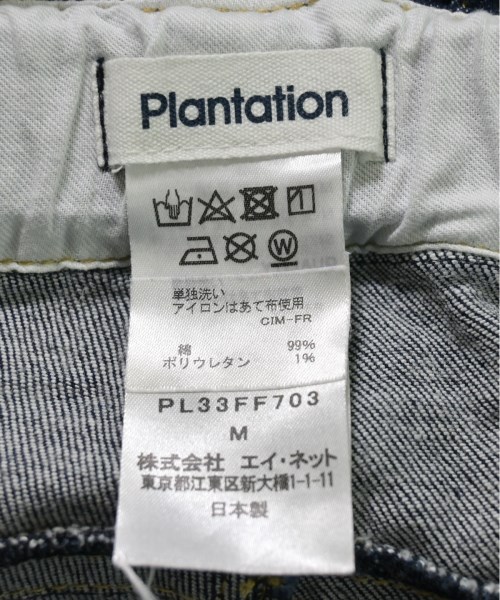 Plantation
W
単独洗い
アイロンはあて布使用
CIM-FR
綿 99%
ポリウレタン 1%
PL33FF703
M
株式会社 エイ・ネット
東京都江東区新大橋1-1-11
日本製